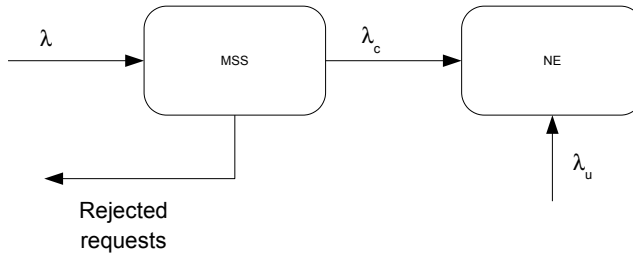 λ
MSS
λc
NE
λu
Rejected
requests